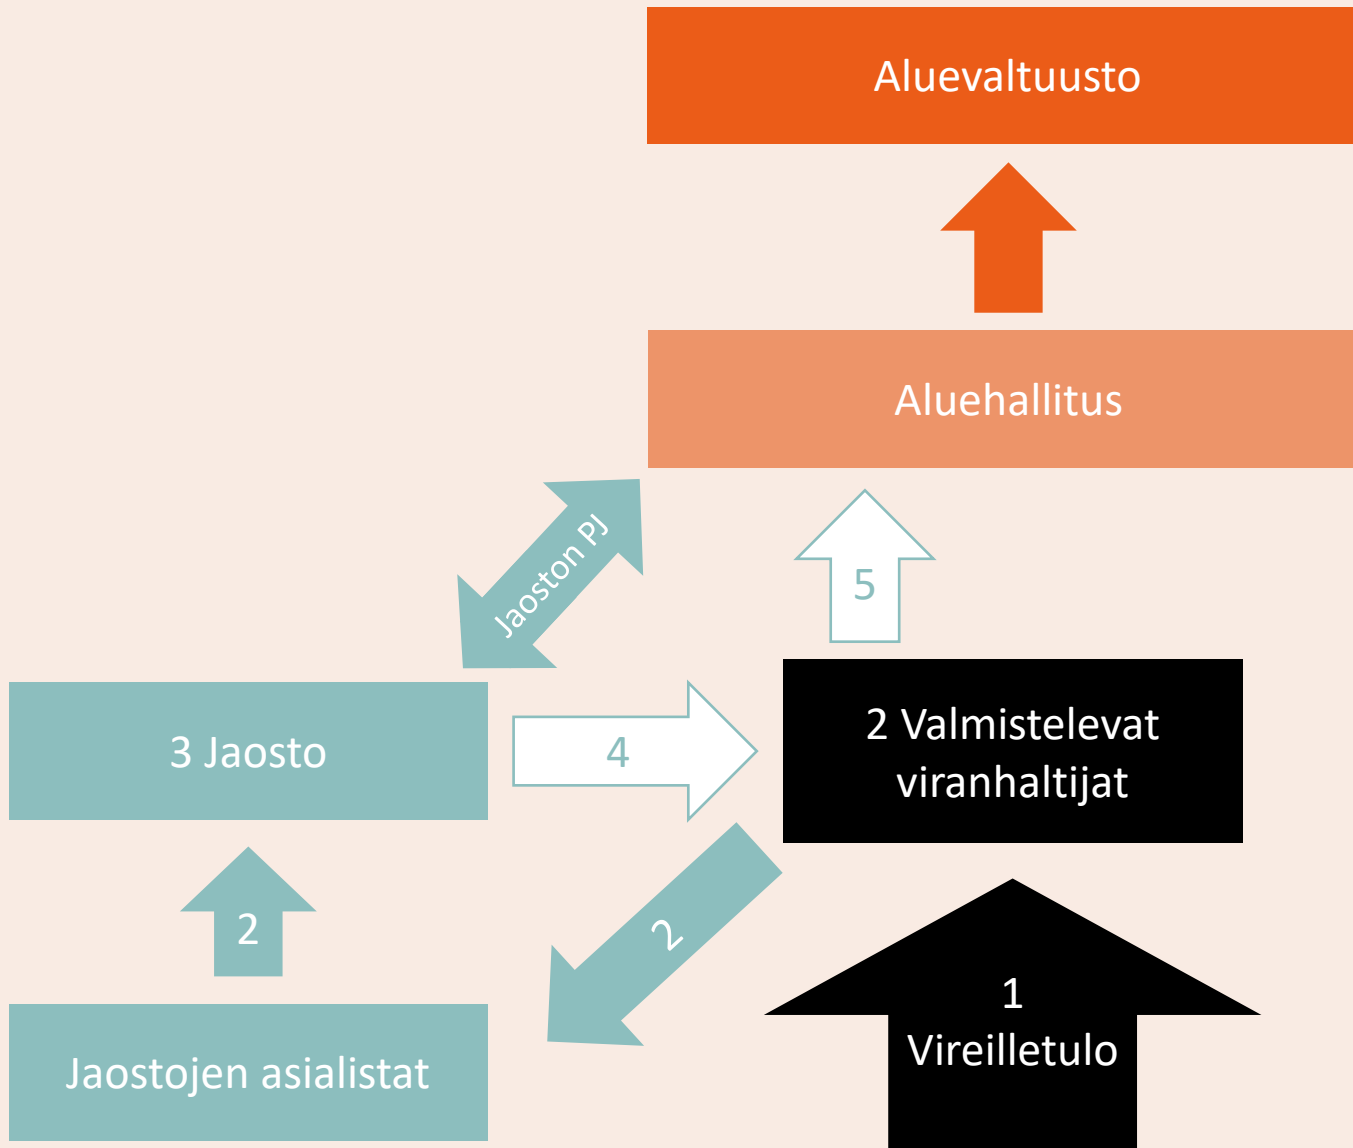 Aluevaltuusto
Aluehallitus
Jaoston PJ
5
3 Jaosto
4
2 Valmistelevat
viranhaltijat
2
2
Jaostojen asialistat
1
Vireilletulo